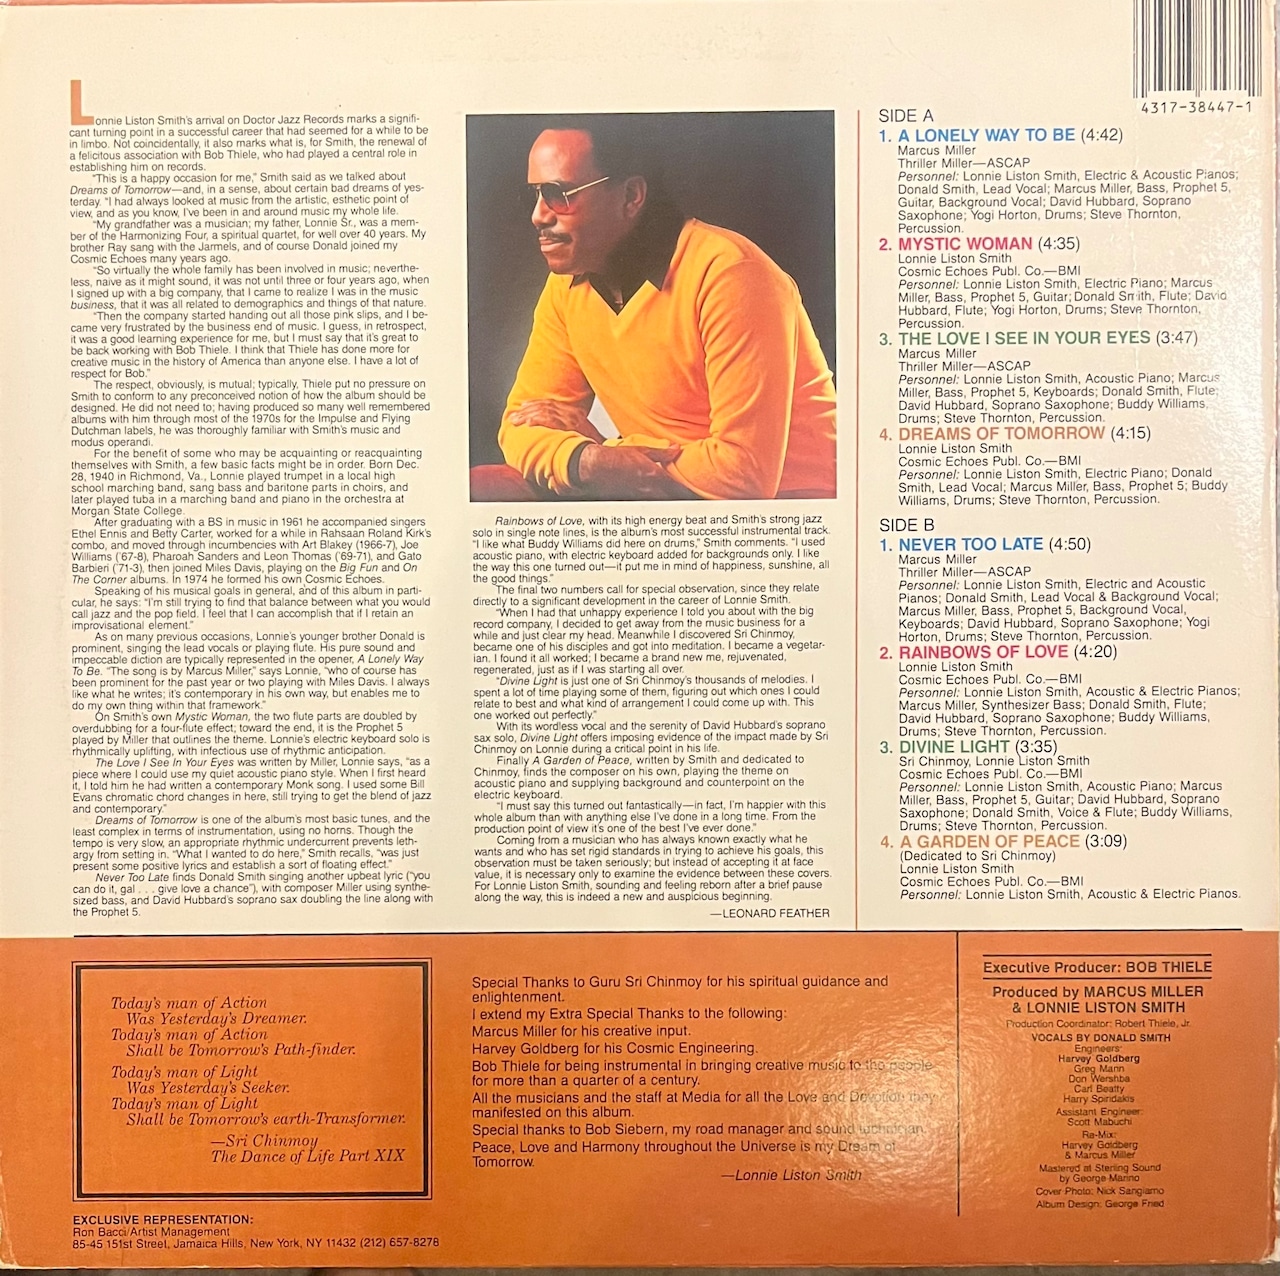 4317-38447-1
Lonnie Liston Smith's arrival on Doctor Jazz Records marks a signifi-
cant turning point in a successful career that had seemed for a while to be
in limbo. Not coincidentally, it also marks what is, for Smith, the renewal of
a felicitous association with Bob Thiele, who had played a central role in
establishing him on records.
"This is a happy occasion for me," Smith said as we talked about
Dreams of Tomorrow—and, in a sense, about certain bad dreams of yes-
terday. "I had always looked at music from the artistic, esthetic point of
view, and as you know, I've been in and around music my whole life.
"My grandfather was a musician; my father, Lonnie Sr., was a mem-
ber of the Harmonizing Four, a spiritual quartet, for well over 40 years. My
brother Ray sang with the Jarmels, and of course Donald joined my
Cosmic Echoes many years ago.
"So virtually the whole family has been involved in music; neverthe-
less, naive as it might sound, it was not until three or four years ago, when
I signed up with a big company, that I came to realize I was in the music
business, that it was all related to demographics and things of that nature.
"Then the company started handing out all those pink slips, and I be-
came very frustrated by the business end of music. I guess, in retrospect,
it was a good learning experience for me, but I must say that it's great to
be back working with Bob Thiele. I think that Thiele has done more for
creative music in the history of America than anyone else. I have a lot of
respect for Bob."
The respect, obviously, is mutual; typically, Thiele put no pressure on
Smith to conform to any preconceived notion of how the album should be
designed. He did not need to; having produced so many well remembered
albums with him through most of the 1970s for the Impulse and Flying
Dutchman labels, he was thoroughly familiar with Smith's music and
modus operandi.
For the benefit of some who may be acquainting or reacquainting
themselves with Smith, a few basic facts might be in order. Born Dec.
28, 1940 in Richmond, Va., Lonnie played trumpet in a local high
school marching band, sang bass and baritone parts in choirs, and
later played tuba in a marching band and piano in the orchestra at
Morgan State College.
After graduating with a BS in music in 1961 he accompanied singers
Ethel Ennis and Betty Carter, worked for a while in Rahsaan Roland Kirk's
combo, and moved through incumbencies with Art Blakey (1966-7), Joe
Williams ('67-8), Pharoah Sanders and Leon Thomas ('69-71), and Gato
Barbieri ('71-3), then joined Miles Davis, playing on the Big Fun and On
The Corner albums. In 1974 he formed his own Cosmic Echoes.
Speaking of his musical goals in general, and of this album in parti-
cular, he says: "I'm still trying to find that balance between what you would
call jazz and the pop field. I feel that I can accomplish that if I retain an
improvisational element."
As on many previous occasions, Lonnie's younger brother Donald is
prominent, singing the lead vocals or playing flute. His pure sound and
impeccable diction are typically represented in the opener, A Lonely Way
To Be. "The song is by Marcus Miller," says Lonnie, "who of course has
been prominent for the past year or two playing with Miles Davis. I always
like what he writes; it's contemporary in his own way, but enables me to
do my own thing within that framework."
On Smith's own Mystic Woman, the two flute parts are doubled by
overdubbing for a four-flute effect; toward the end, it is the Prophet 5
played by Miller that outlines the theme. Lonnie's electric keyboard solo is
rhythmically uplifting, with infectious use of rhythmic anticipation.
The Love I See In Your Eyes was written by Miller, Lonnie says, "as a
piece where I could use my quiet acoustic piano style. When I first heard
it, I told him he had written a contemporary Monk song. I used some Bill
Evans chromatic chord changes in here, still trying to get the blend of jazz
and contemporary."
Dreams of Tomorrow is one of the album's most basic tunes, and the
least complex in terms of instrumentation, using no horns. Though the
tempo is very slow, an appropriate rhythmic undercurrent prevents leth-
argy from setting in. "What I wanted to do here," Smith recalls, "was just
present some positive lyrics and establish a sort of floating effect."
Never Too Late finds Donald Smith singing another upbeat lyric ("you
can do it, gal . . . give love a chance"), with composer Miller using synthe-
sized bass, and David Hubbard's soprano sax doubling the line along with
the Prophet 5.
Rainbows of Love, with its high energy beat and Smith's strong jazz
solo in single note lines, is the album's most successful instrumental track.
"I like what Buddy Williams did here on drums," Smith comments. "I used
acoustic piano, with electric keyboard added for backgrounds only. I like
the way this one turned out—it put me in mind of happiness, sunshine, all
the good things."
The final two numbers call for special observation, since they relate
directly to a significant development in the career of Lonnie Smith.
"When I had that unhappy experience I told you about with the big
record company, I decided to get away from the music business for a
while and just clear my head. Meanwhile I discovered Sri Chinmoy,
became one of his disciples and got into meditation. I became a vegetar-
ian. I found it all worked; I became a brand new me, rejuvenated,
regenerated, just as if I was starting all over.
"Divine Light is just one of Sri Chinmoy's thousands of melodies. I
spent a lot of time playing some of them, figuring out which ones I could
relate to best and what kind of arrangement I could come up with. This
one worked out perfectly."
With its wordless vocal and the serenity of David Hubbard's soprano
sax solo, Divine Light offers imposing evidence of the impact made by Sri
Chinmoy on Lonnie during a critical point in his life.
Finally A Garden of Peace, written by Smith and dedicated to
Chinmoy, finds the composer on his own, playing the theme on
acoustic piano and supplying background and counterpoint on the
electric keyboard.
"I must say this turned out fantastically—in fact, I'm happier with this
whole album than with anything else I've done in a long time. From the
production point of view it's one of the best I've ever done."
Coming from a musician who has always known exactly what he
wants and who has set rigid standards in trying to achieve his goals, this
observation must be taken seriously; but instead of accepting it at face
value, it is necessary only to examine the evidence between these covers.
For Lonnie Liston Smith, sounding and feeling reborn after a brief pause
along the way, this is indeed a new and auspicious beginning.
—LEONARD FEATHER
SIDE A
1. A LONELY WAY TO BE (4:42)
Marcus Miller
Thriller Miller—ASCAP
Personnel: Lonnie Liston Smith, Electric & Acoustic Pianos;
Donald Smith, Lead Vocal; Marcus Miller, Bass, Prophet 5,
Guitar, Background Vocal; David Hubbard, Soprano
Saxophone; Yogi Horton, Drums; Steve Thornton,
Percussion.
2. MYSTIC WOMAN (4:35)
Lonnie Liston Smith
Cosmic Echoes Publ. Co.—BMI
Personnel: Lonnie Liston Smith, Electric Piano; Marcus
Miller, Bass, Prophet 5, Guitar; Donald Smith, Flute; David
Hubbard, Flute; Yogi Horton, Drums; Steve Thornton,
Percussion.
3. THE LOVE I SEE IN YOUR EYES (3:47)
Marcus Miller
Thriller Miller—ASCAP
Personnel: Lonnie Liston Smith, Acoustic Piano; Marcus
Miller, Bass, Prophet 5, Keyboards; Donald Smith, Flute;
David Hubbard, Soprano Saxophone; Buddy Williams,
Drums; Steve Thornton, Percussion.
4. DREAMS OF TOMORROW (4:15)
Lonnie Liston Smith
Cosmic Echoes Publ. Co.—BMI
Personnel: Lonnie Liston Smith, Electric Piano; Donald
Smith, Lead Vocal; Marcus Miller, Bass, Prophet 5; Buddy
Williams, Drums; Steve Thornton, Percussion.
SIDE B
1. NEVER TOO LATE (4:50)
Marcus Miller
Thriller Miller—ASCAP
Personnel: Lonnie Liston Smith, Electric and Acoustic
Pianos; Donald Smith, Lead Vocal & Background Vocal;
Marcus Miller, Bass, Prophet 5, Background Vocal,
Keyboards; David Hubbard, Soprano Saxophone; Yogi
Horton, Drums; Steve Thornton, Percussion.
2. RAINBOWS OF LOVE (4:20)
Lonnie Liston Smith
Cosmic Echoes Publ. Co.—BMI
Personnel: Lonnie Liston Smith, Acoustic & Electric Pianos;
Marcus Miller, Synthesizer Bass; Donald Smith, Flute;
David Hubbard, Soprano Saxophone; Buddy Williams,
Drums; Steve Thornton, Percussion.
3. DIVINE LIGHT (3:35)
Sri Chinmoy, Lonnie Liston Smith
Cosmic Echoes Publ. Co.—BMI
Personnel: Lonnie Liston Smith, Acoustic Piano; Marcus
Miller, Bass, Prophet 5, Guitar; David Hubbard, Soprano
Saxophone; Donald Smith, Voice & Flute; Buddy Williams,
Drums; Steve Thornton, Percussion.
4. A GARDEN OF PEACE (3:09)
(Dedicated to Sri Chinmoy)
Lonnie Liston Smith
Cosmic Echoes Publ. Co.—BMI
Personnel: Lonnie Liston Smith, Acoustic & Electric Pianos.
Today's man of Action
Was Yesterday's Dreamer.
Today's man of Action
Shall be Tomorrow's Path-finder.
Today's man of Light
Was Yesterday's Seeker.
Today's man of Light
Shall be Tomorrow's earth-Transformer.
—Sri Chinmoy
The Dance of Life Part XIX
EXCLUSIVE REPRESENTATION:
Ron Bacci/Artist Management
85-45 151st Street, Jamaica Hills, New York, NY 11432 (212) 657-8278
Special Thanks to Guru Sri Chinmoy for his spiritual guidance and
enlightenment.
I extend my Extra Special Thanks to the following:
Marcus Miller for his creative input.
Harvey Goldberg for his Cosmic Engineering.
Bob Thiele for being instrumental in bringing creative music to the people
for more than a quarter of a century.
All the musicians and the staff at Media for all the Love and Devotion they
manifested on this album.
Special thanks to Bob Siebern, my road manager and sound technician.
Peace, Love and Harmony throughout the Universe is my Dream of
Tomorrow.
—Lonnie Liston Smith
Executive Producer: BOB THIELE
Produced by MARCUS MILLER
& LONNIE LISTON SMITH
Production Coordinator: Robert Thiele, Jr.
VOCALS BY DONALD SMITH
Engineers:
Harvey Goldberg
Greg Mann
Don Wershba
Carl Beatty
Harry Spiridakis
Assistant Engineer:
Scott Mabuchi
Re-Mix:
Harvey Goldberg
& Marcus Miller
Mastered at Sterling Sound
by George Marino
Cover Photo: Nick Sangiamo
Album Design: George Fried